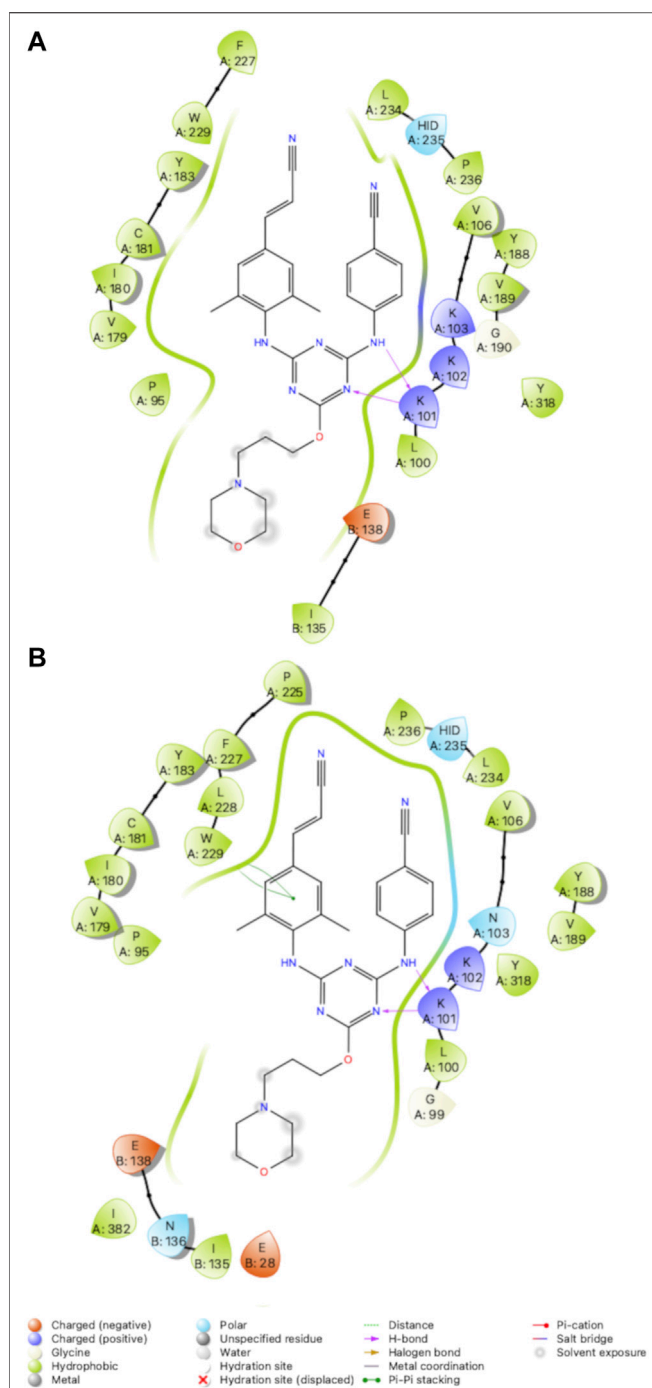 A
F
A: 227
W
A: 229
Y
A: 183
C
A: 181
I
A: 180
V
A: 179
P
A: 95
L
A: 234
HID
A: 235
P
A: 236
V
A: 106
Y
A: 188
V
A: 189
K
A: 103
G
A: 190
K
A: 102
K
A: 101
Y
A: 318
L
A: 100
E
B: 138
I
B: 135
N
N
HN
N
NH
N
N
O
N
O
B
P
A: 225
F
A: 227
Y
A: 183
L
A: 228
C
A: 181
W
A: 229
I
A: 180
V
A: 179
P
A: 95
P
A: 236
HID
A: 235
L
A: 234
V
A: 106
Y
A: 188
N
A: 103
V
A: 189
K
A: 102
Y
A: 318
K
A: 101
L
A: 100
G
A: 99
N
N
HN
N
NH
N
N
O
N
O
E
B: 138
I
A: 382
N
B: 136
I
B: 135
E
B: 28
Charged (negative) Polar Distance Pi-cation
Charged (positive) Unspecified residue H-bond Salt bridge
Glycine Water Halogen bond Solvent exposure
Hydrophobic Hydration site Metal coordination
Metal Hydration site (displaced) Pi-Pi stacking